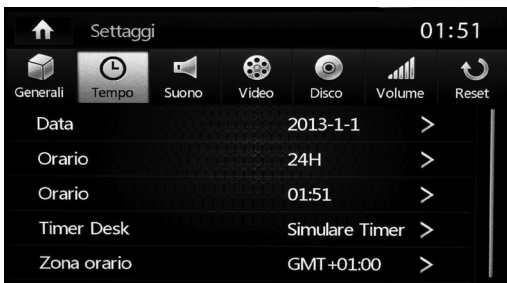 Settaggi 01:51
Generali Tempo Suono Video Disco Volume Reset
Data 2013-1-1 >
Orario 24H >
Orario 01:51 >
Timer Desk Simulare Timer >
Zona orario GMT+01:00 >